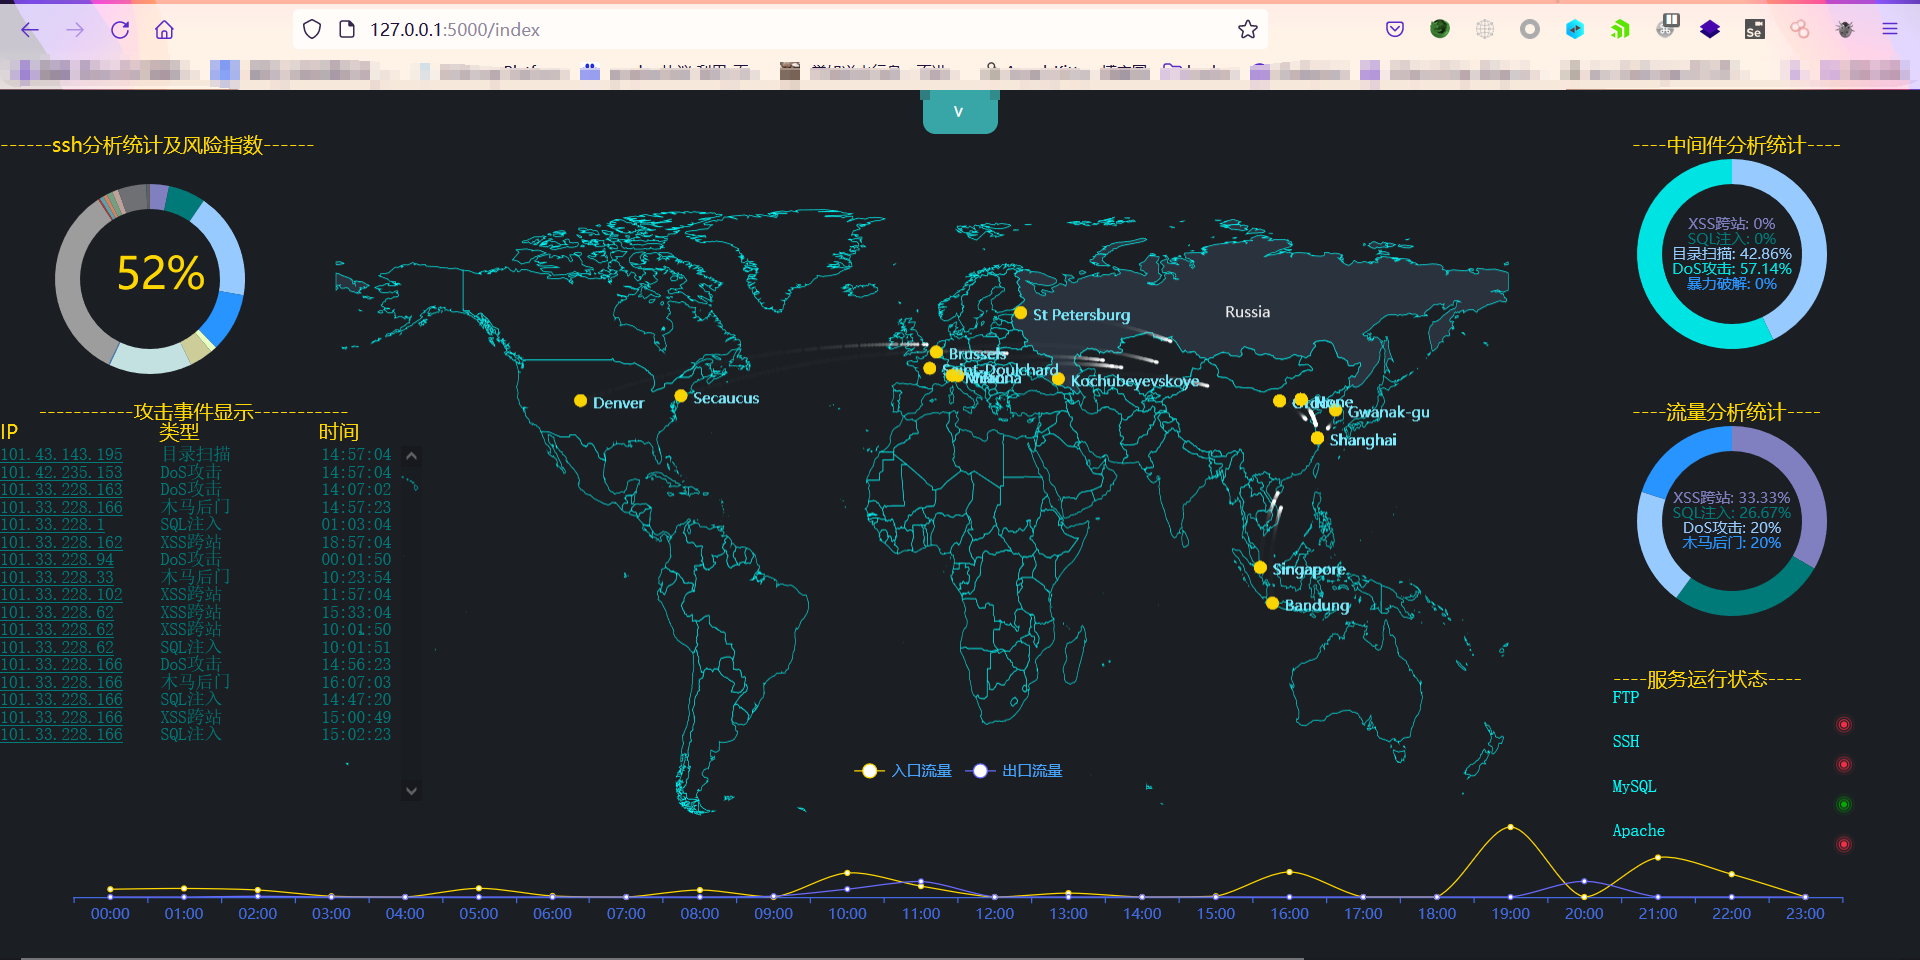 127.0.0.1:5000/index
V
------ssh分析统计及风险指数------
52%
-----------攻击事件显示-----------
IP 类型 时间
101.43.143.195 目录扫描 14:57:04
101.42.235.153 DoS攻击 14:57:04
101.33.228.163 DoS攻击 14:07:02
101.33.228.166 木马后门 14:57:23
101.33.228.1 SQL注入 01:03:04
101.33.228.162 XSS跨站 18:57:04
101.33.228.94 DoS攻击 00:01:50
101.33.228.33 木马后门 10:23:54
101.33.228.102 XSS跨站 11:57:04
101.33.228.62 XSS跨站 15:33:04
101.33.228.62 XSS跨站 10:01:50
101.33.228.62 SQL注入 10:01:51
101.33.228.166 DoS攻击 14:56:23
101.33.228.166 木马后门 16:07:03
101.33.228.166 SQL注入 14:47:20
101.33.228.166 XSS跨站 15:00:49
101.33.228.166 SQL注入 15:02:23
Russia
St Petersburg
Brussels
Saint-Doulchard
Kochubeyevskoye
Denver
Secaucus
None
Gwanak-gu
Shanghai
Singapore
Bandung
----中间件分析统计----
XSS跨站: 0%
SQL注入: 0%
目录扫描: 42.86%
DoS攻击: 57.14%
暴力破解: 0%
----流量分析统计----
XSS跨站: 33.33%
SQL注入: 26.67%
DoS攻击: 20%
木马后门: 20%
----服务运行状态----
FTP
SSH
MySQL
Apache
入口流量 出口流量
00:00 01:00 02:00 03:00 04:00 05:00 06:00 07:00 08:00 09:00 10:00 11:00 12:00 13:00 14:00 15:00 16:00 17:00 18:00 19:00 20:00 21:00 22:00 23:00